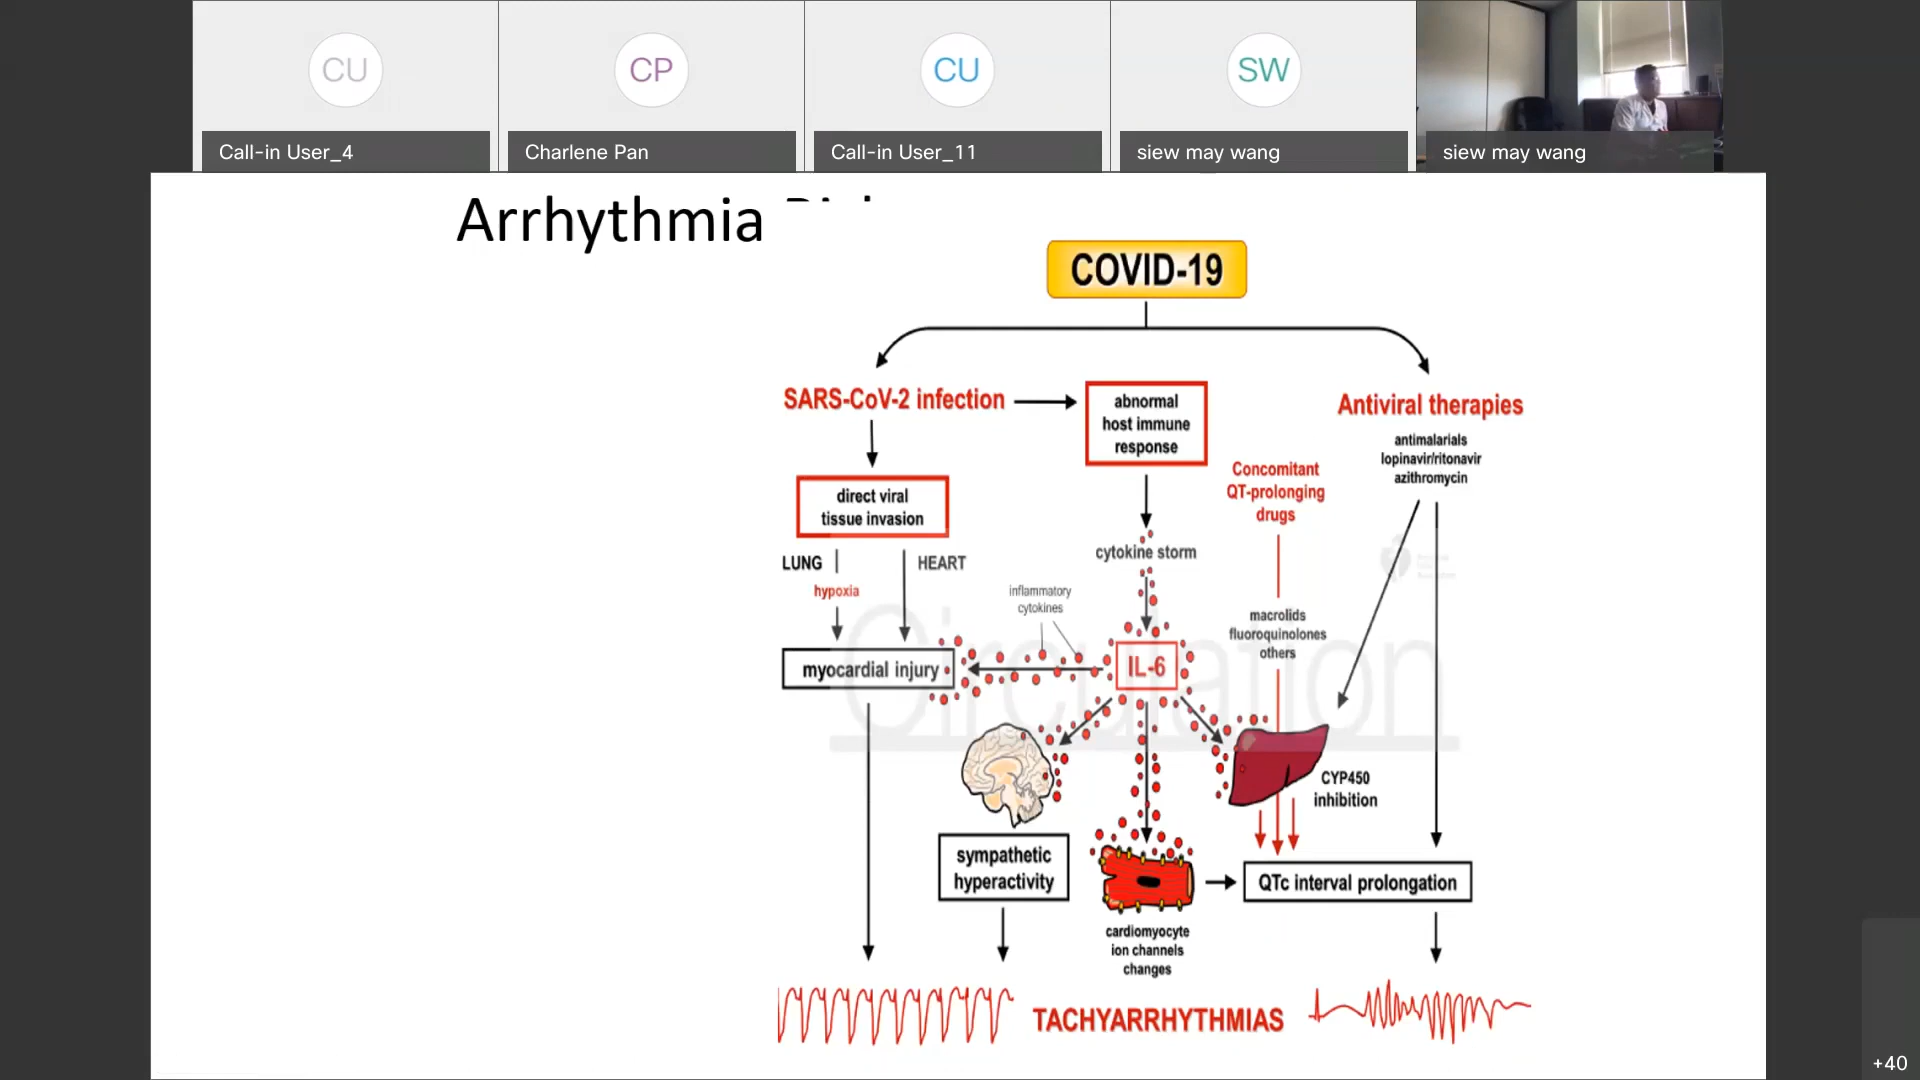 CU
CP
CU
SW
Call-in User_4
Charlene Pan
Call-in User_11
siew may wang
siew may wang
Arrhythmia
COVID-19
SARS-CoV-2 infection
abnormal
host immune
response
Antiviral therapies
antimalarials
lopinavir/ritonavir
azithromycin
Concomitant
QT-prolonging
drugs
direct viral
tissue invasion
LUNG
HEART
hypoxia
cytokine storm
inflammatory
cytokines
macrolids
fluoroquinolones
others
myocardial injury
IL-6
Circulation
CYP450
inhibition
sympathetic
hyperactivity
QTc interval prolongation
cardiomyocyte
ion channels
changes
TACHYARRHYTHMIAS
+40